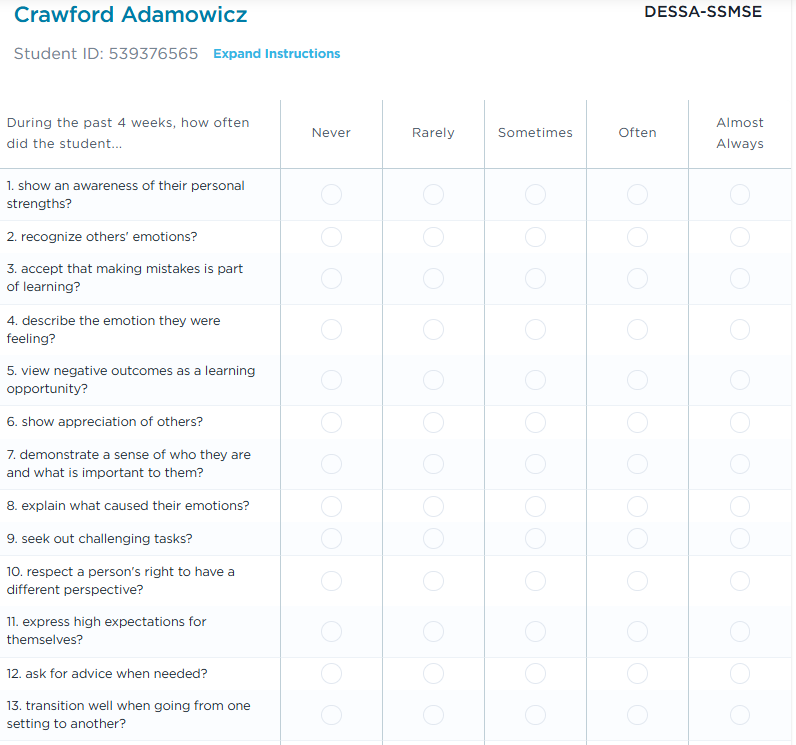 Crawford Adamowicz
DESSA-SSMSE
Student ID: 539376565 Expand Instructions
During the past 4 weeks, how often
did the student...
Never
Rarely
Sometimes
Often
Almost
Always
1. show an awareness of their personal
strengths?
2. recognize others' emotions?
3. accept that making mistakes is part
of learning?
4. describe the emotion they were
feeling?
5. view negative outcomes as a learning
opportunity?
6. show appreciation of others?
7. demonstrate a sense of who they are
and what is important to them?
8. explain what caused their emotions?
9. seek out challenging tasks?
10. respect a person's right to have a
different perspective?
11. express high expectations for
themselves?
12. ask for advice when needed?
13. transition well when going from one
setting to another?